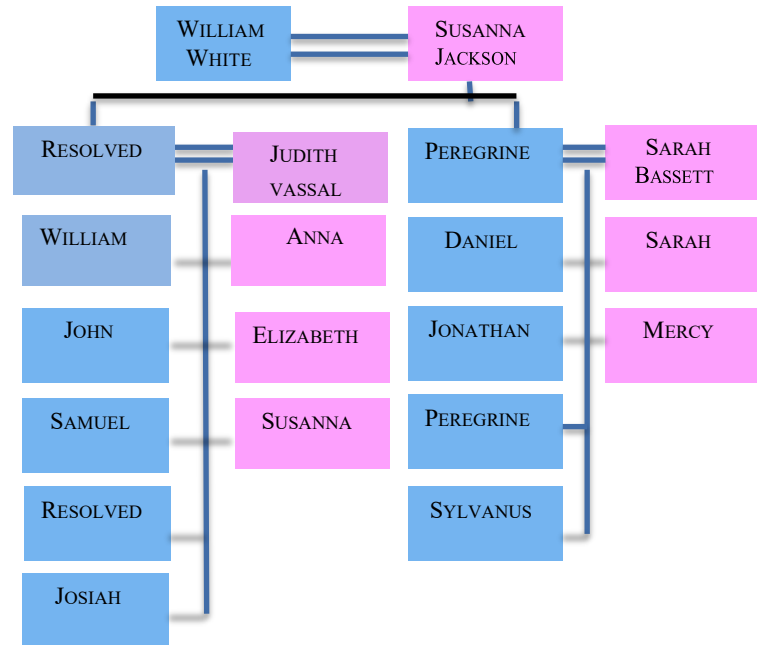 WILLIAM
WHITE
SUSANNA
JACKSON
RESOLVED
JUDITH
VASSAL
PEREGRINE
SARAH
BASSETT
WILLIAM
ANNA
DANIEL
SARAH
JOHN
ELIZABETH
JONATHAN
MERCY
SAMUEL
SUSANNA
PEREGRINE
RESOLVED
SYLVANUS
JOSIAH